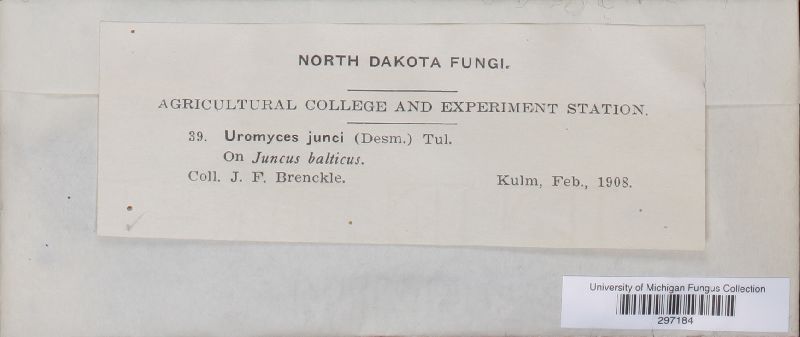 NORTH DAKOTA FUNGI.
AGRICULTURAL COLLEGE AND EXPERIMENT STATION.
39. Uromyces junci (Desm.) Tul.
On Juncus balticus.
Coll. J. F. Brenckle. Kulm, Feb., 1908.
University of Michigan Fungus Collection
297184